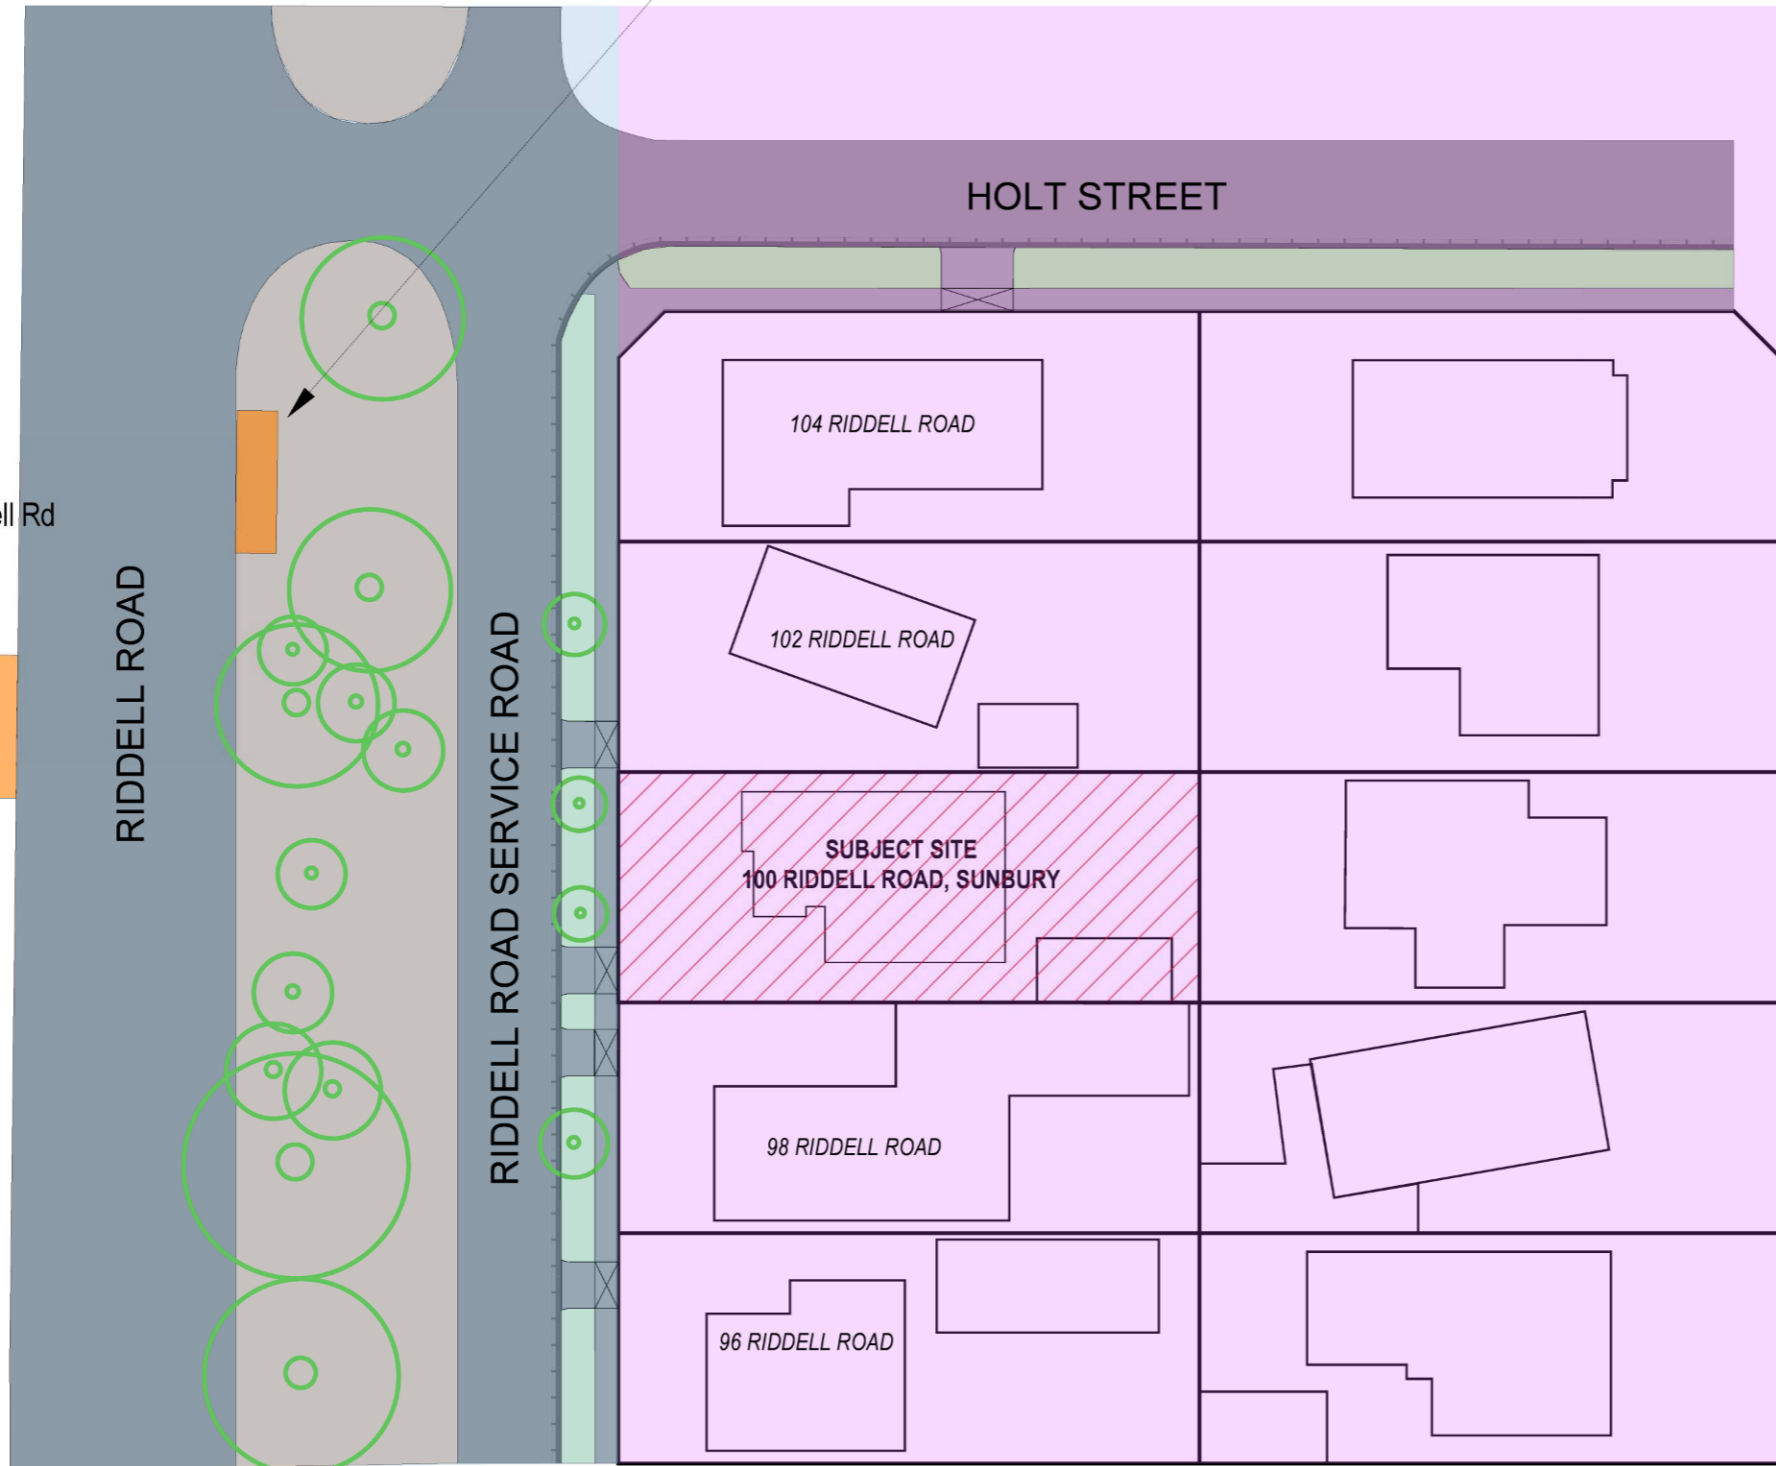 HOLT STREET
104 RIDDELL ROAD
ll Rd
RIDDELL ROAD
RIDDELL ROAD SERVICE ROAD
102 RIDDELL ROAD
SUBJECT SITE
100 RIDDELL ROAD, SUNBURY
98 RIDDELL ROAD
96 RIDDELL ROAD